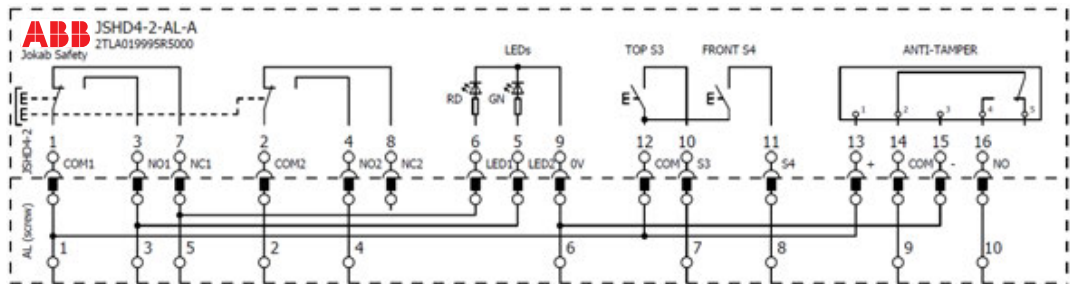 ABB JSHD4-2-AL-A
2TLA019995R5000
Jokab Safety
LEDs TOP S3 FRONT S4 ANTI-TAMPER
E E E
E
RD GN
1 2 3 4 5
JSHD4-2
1 3 7 2 4 8 6 5 9 12 10 11 13 14 15 16
COM1 NO1 NC1 COM2 NO2 NC2 LED1 LED2 0V COM S3 S4 + COM - NO
AL (screw)
1 3 5 2 4 6 7 8 9 10